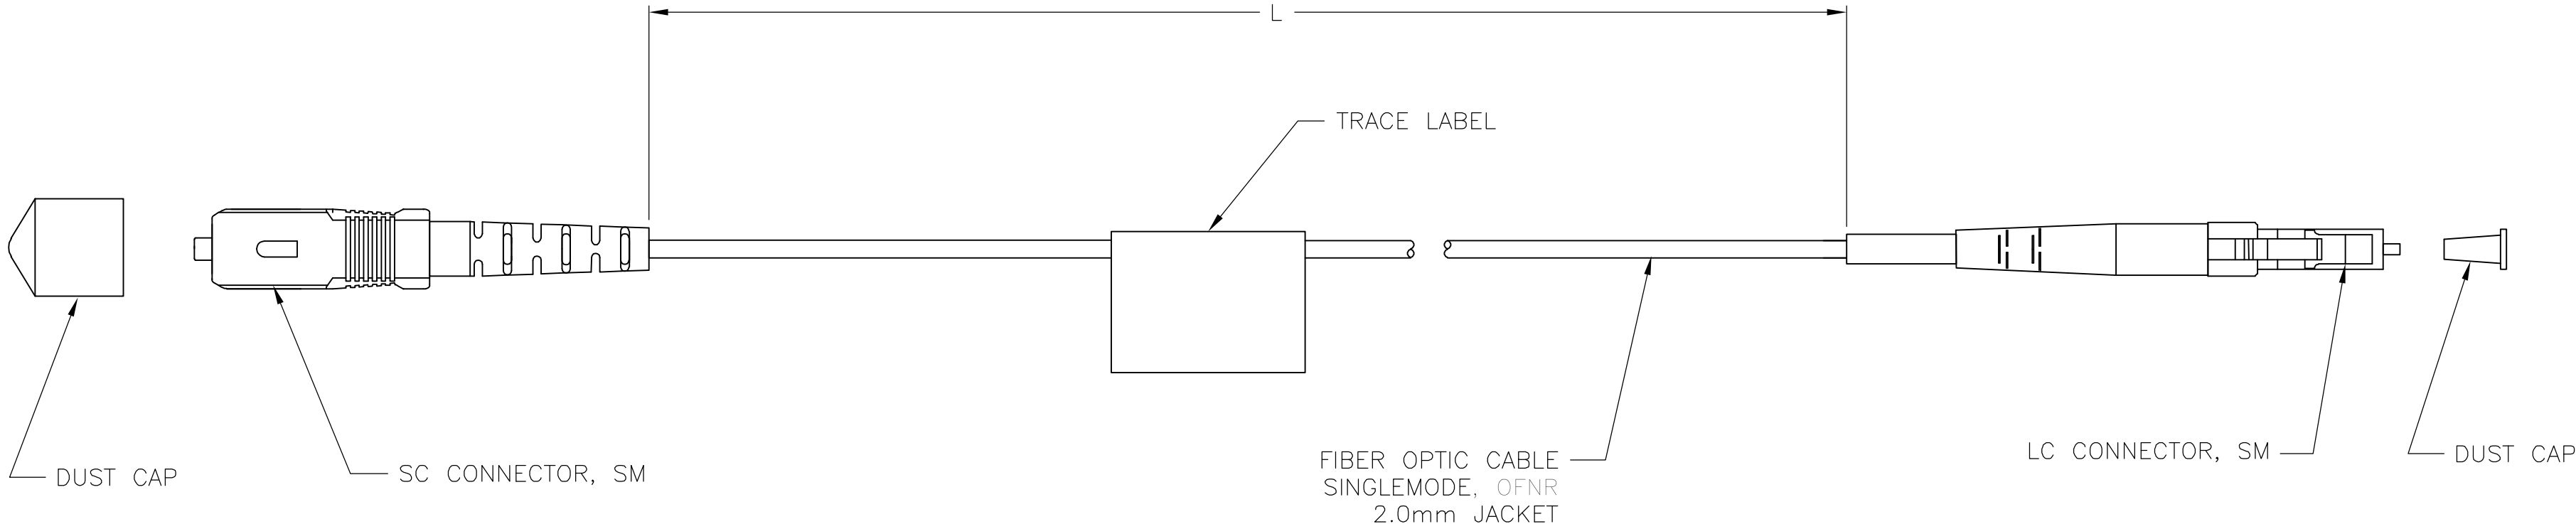 L
TRACE LABEL
DUST CAP
SC CONNECTOR, SM
FIBER OPTIC CABLE
SINGLEMODE, OFNR
2.0mm JACKET
LC CONNECTOR, SM
DUST CAP